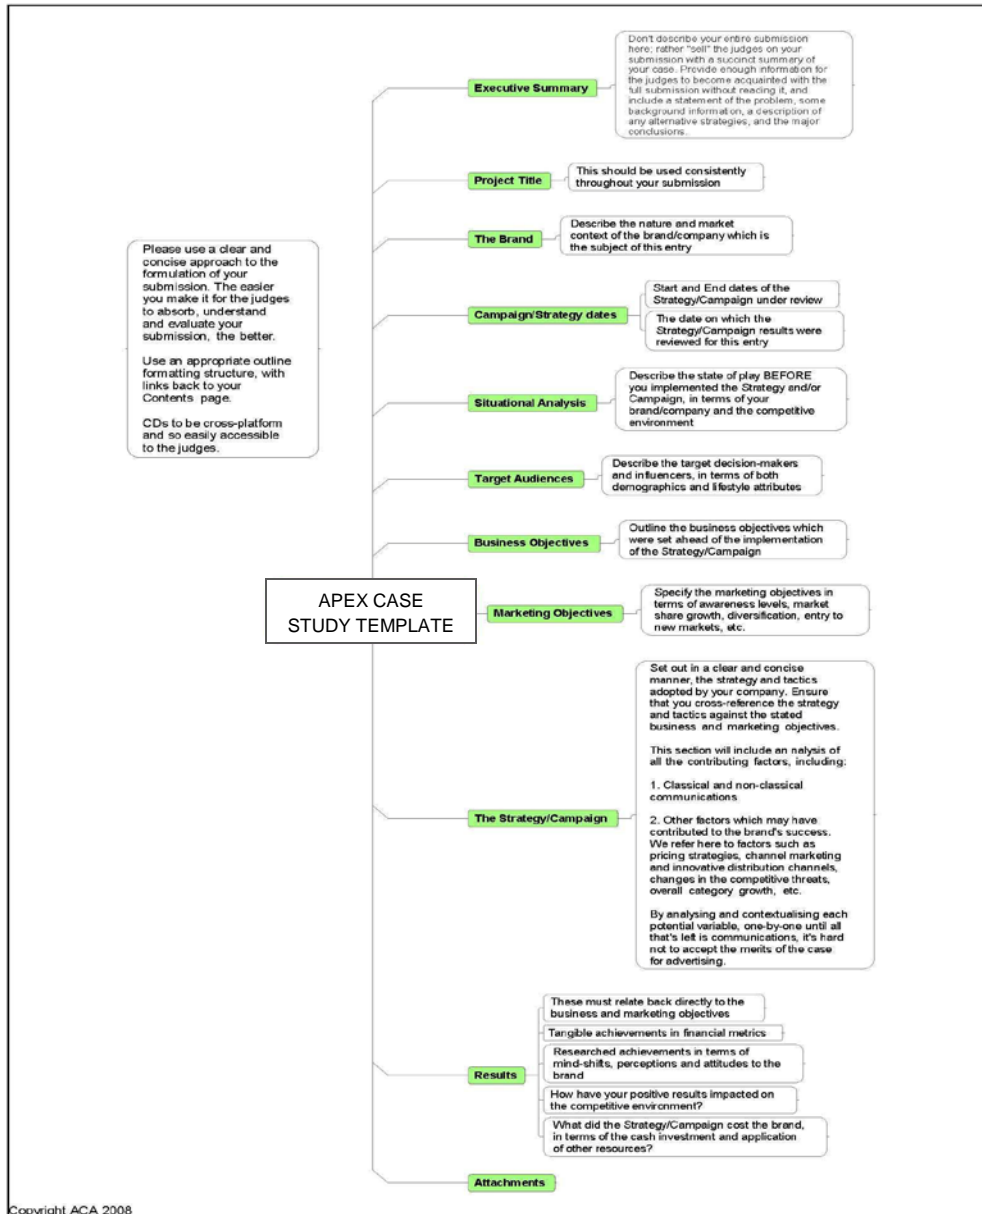 Executive Summary
Don't describe your entire submission
here; rather "sell" the judges on your
submission with a succinct summary of
your case. Provide enough information for
the judges to become acquainted with the
full submission without reading it, and
include a statement of the problem, some
background information, a description of
any alternative strategies, and the major
conclusions.
Project Title
This should be used consistently
throughout your submission
The Brand
Describe the nature and market
context of the brand/company which is
the subject of this entry
Please use a clear and
concise approach to the
formulation of your
submission. The easier
you make it for the judges
to absorb, understand
and evaluate your
submission, the better.
Use an appropriate outline
formatting structure, with
links back to your
Contents page.
CDs to be cross-platform
and so easily accessible
to the judges.
Campaign/Strategy dates
Start and End dates of the
Strategy/Campaign under review
The date on which the
Strategy/Campaign results were
reviewed for this entry
Situational Analysis
Describe the state of play BEFORE
you implemented the Strategy and/or
Campaign, in terms of your
brand/company and the competitive
environment
Target Audiences
Describe the target decision-makers
and influencers, in terms of both
demographics and lifestyle attributes
Business Objectives
Outline the business objectives which
were set ahead of the implementation
of the Strategy/Campaign
APEX CASE
STUDY TEMPLATE
Marketing Objectives
Specify the marketing objectives in
terms of awareness levels, market
share growth, diversification, entry to
new markets, etc.
The Strategy/Campaign
Set out in a clear and concise
manner, the strategy and tactics
adopted by your company. Ensure
that you cross-reference the strategy
and tactics against the stated
business and marketing objectives.
This section will include an nalysis of
all the contributing factors, including:
1. Classical and non-classical
communications
2. Other factors which may have
contributed to the brand's success.
We refer here to factors such as
pricing strategies, channel marketing
and innovative distribution channels,
changes in the competitive threats,
overall category growth, etc.
By analysing and contextualising each
potential variable, one-by-one until all
that's left is communications, it's hard
not to accept the merits of the case
for advertising.
Results
These must relate back directly to the
business and marketing objectives
Tangible achievements in financial metrics
Researched achievements in terms of
mind-shifts, perceptions and attitudes to the
brand
How have your positive results impacted on
the competitive environment?
What did the Strategy/Campaign cost the brand,
in terms of the cash investment and application
of other resources?
Attachments
Copyright ACA 2008